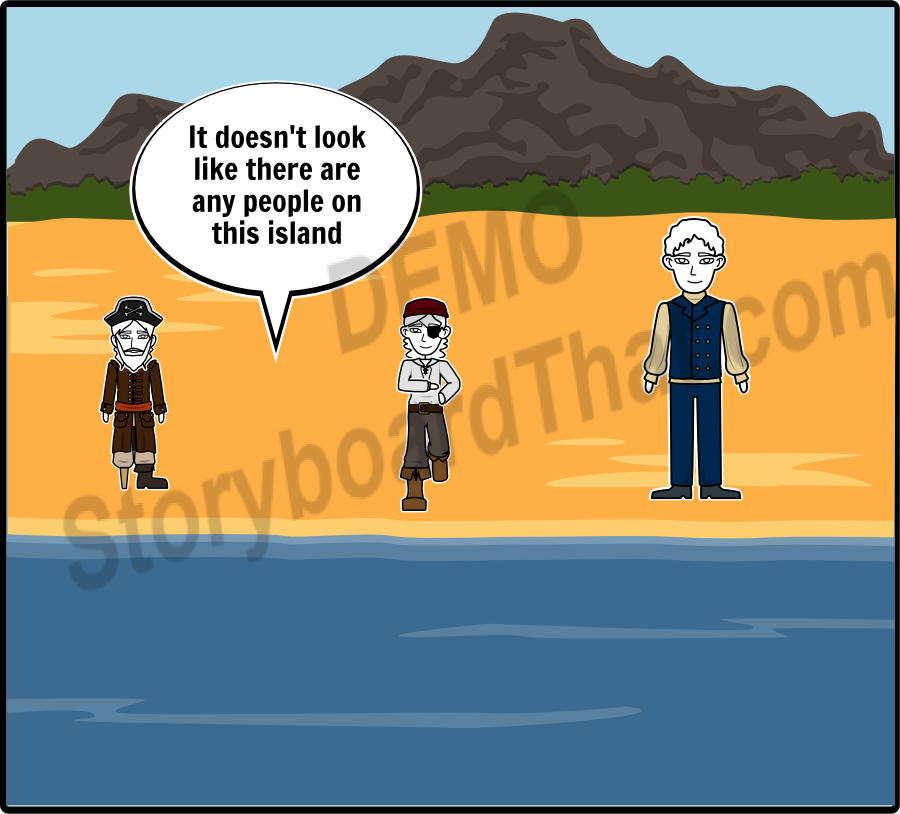 It doesn't look
like there are
any people on
this island
DEMO
StoryboardThat.com